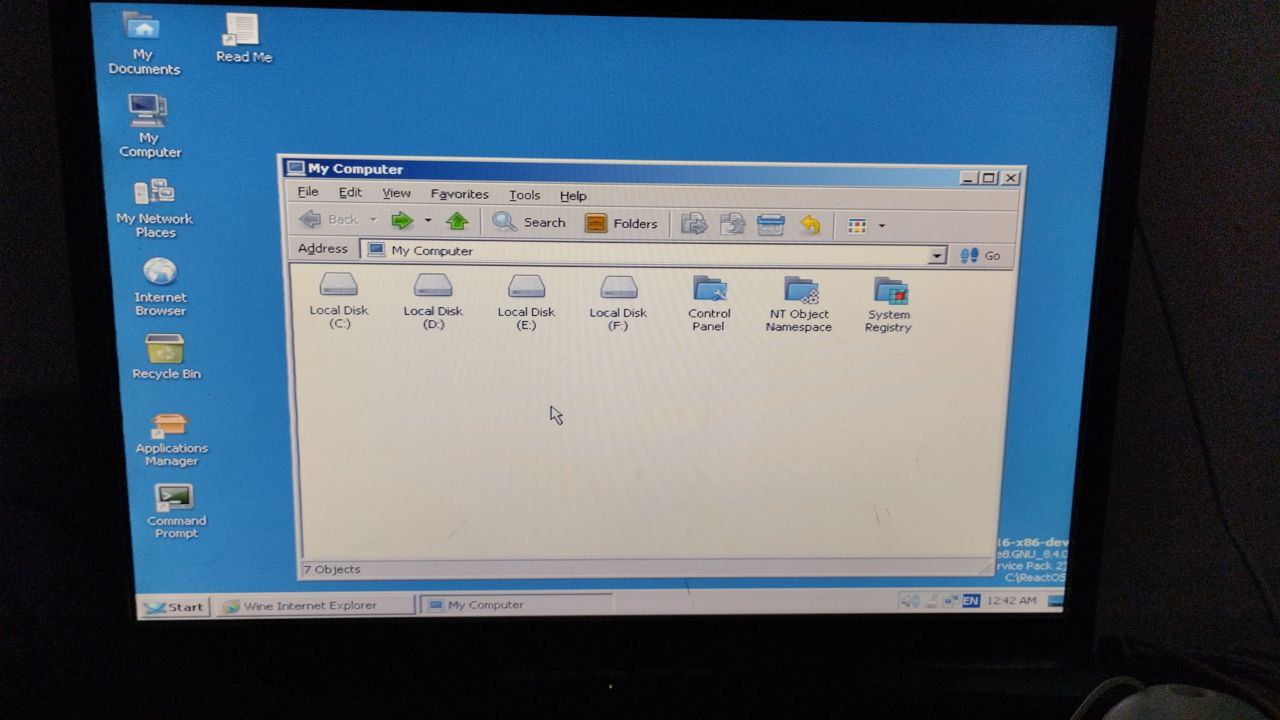 My
Documents
Read Me
My
Computer
My Network
Places
Internet
Browser
Recycle Bin
Applications
Manager
Command
Prompt
My Computer
File Edit View Favorites Tools Help
Back Search Folders
Address My Computer Go
Local Disk
(C:)
Local Disk
(D:)
Local Disk
(E:)
Local Disk
(F:)
Control
Panel
NT Object
Namespace
System
Registry
7 Objects
16-x86-dev
e8.GNU_8.4.0
rvice Pack 2)
C:\ReactOS
Start Wine Internet Explorer My Computer EN 12:42 AM